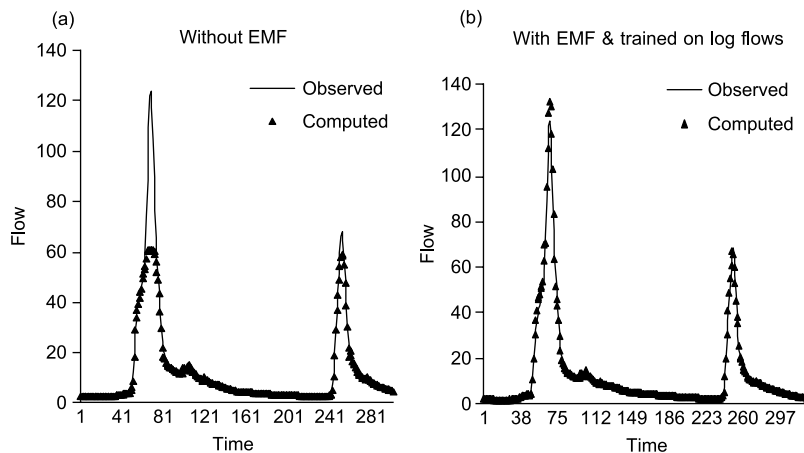 (a)
Without EMF
140
120
100
80
60
40
20
0
Flow
Observed
Computed
1 41 81 121 161 201 241 281
Time
(b)
With EMF & trained on log flows
140
120
100
80
60
40
20
0
Flow
Observed
Computed
1 38 75 112 149 186 223 260 297
Time